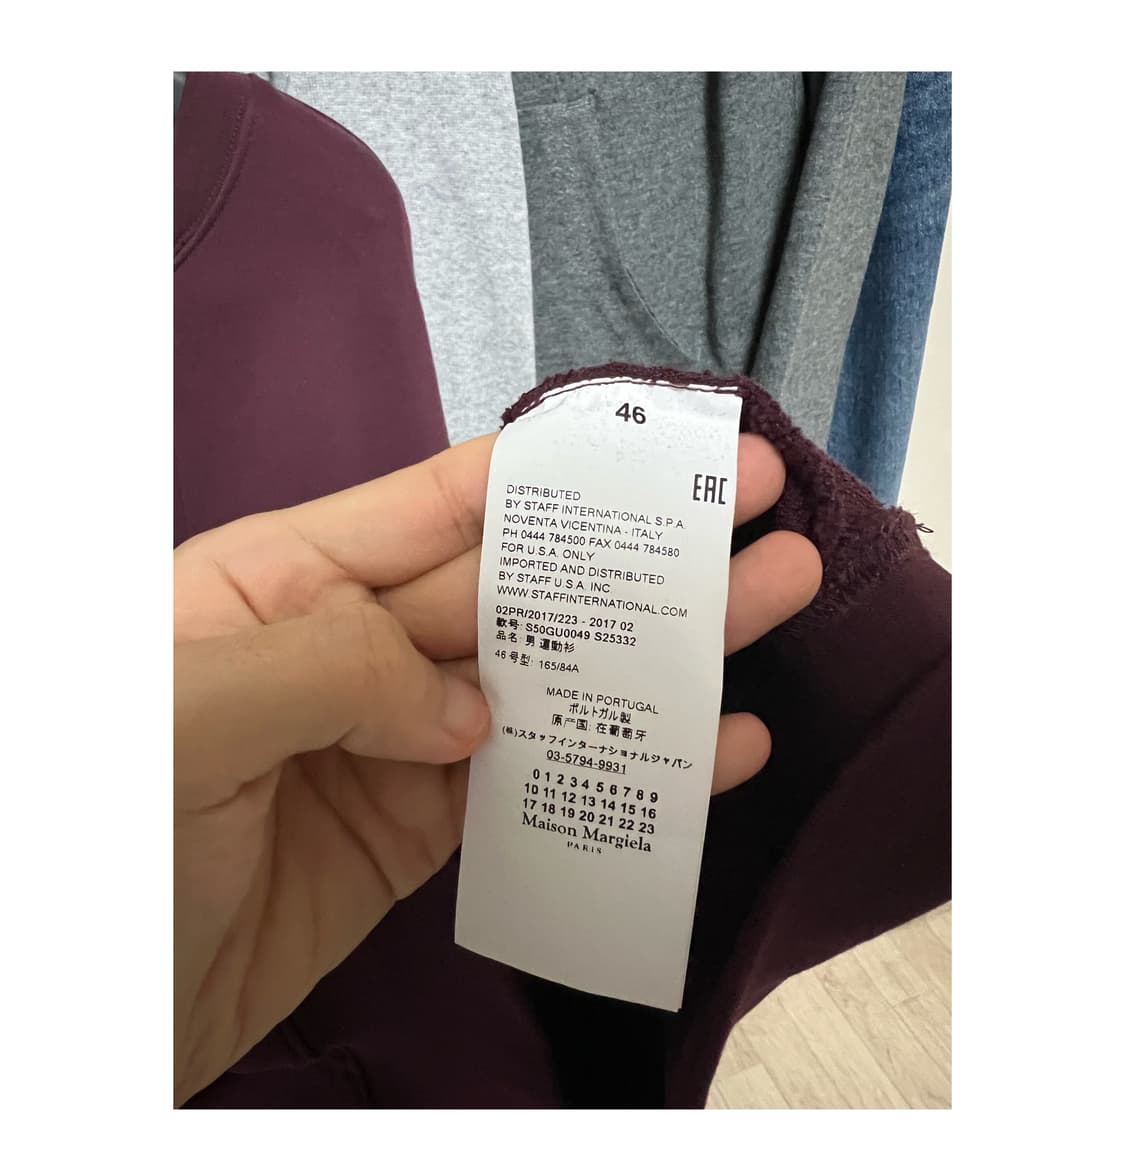 46
EAC
DISTRIBUTED
BY STAFF INTERNATIONAL S.P.A.
NOVENTA VICENTINA - ITALY
PH 0444 784500 FAX 0444 784580
FOR U.S.A. ONLY
IMPORTED AND DISTRIBUTED
BY STAFF U.S.A. INC.
WWW.STAFFINTERNATIONAL.COM
02PR/2017/223 - 2017 02
款号: S50GU0049 S25332
品名: 男 運動衫
46 号型: 165/84A
MADE IN PORTUGAL
ポルトガル製
原产国: 在葡萄牙
(株)スタッフインターナショナルジャパン
03-5794-9931
0 1 2 3 4 5 6 7 8 9
10 11 12 13 14 15 16
17 18 19 20 21 22 23
Maison Margiela
PARIS